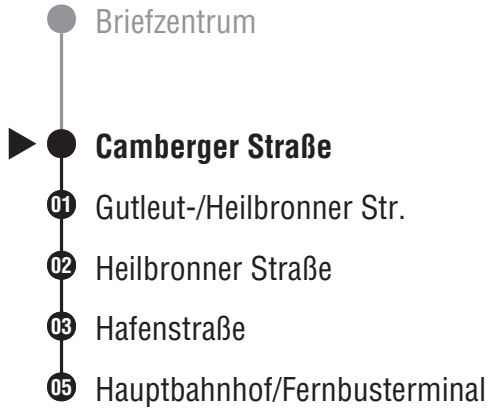 Briefzentrum
Camberger Straße
01 Gutleut-/Heilbronner Str.
02 Heilbronner Straße
03 Hafenstraße
05 Hauptbahnhof/Fernbusterminal